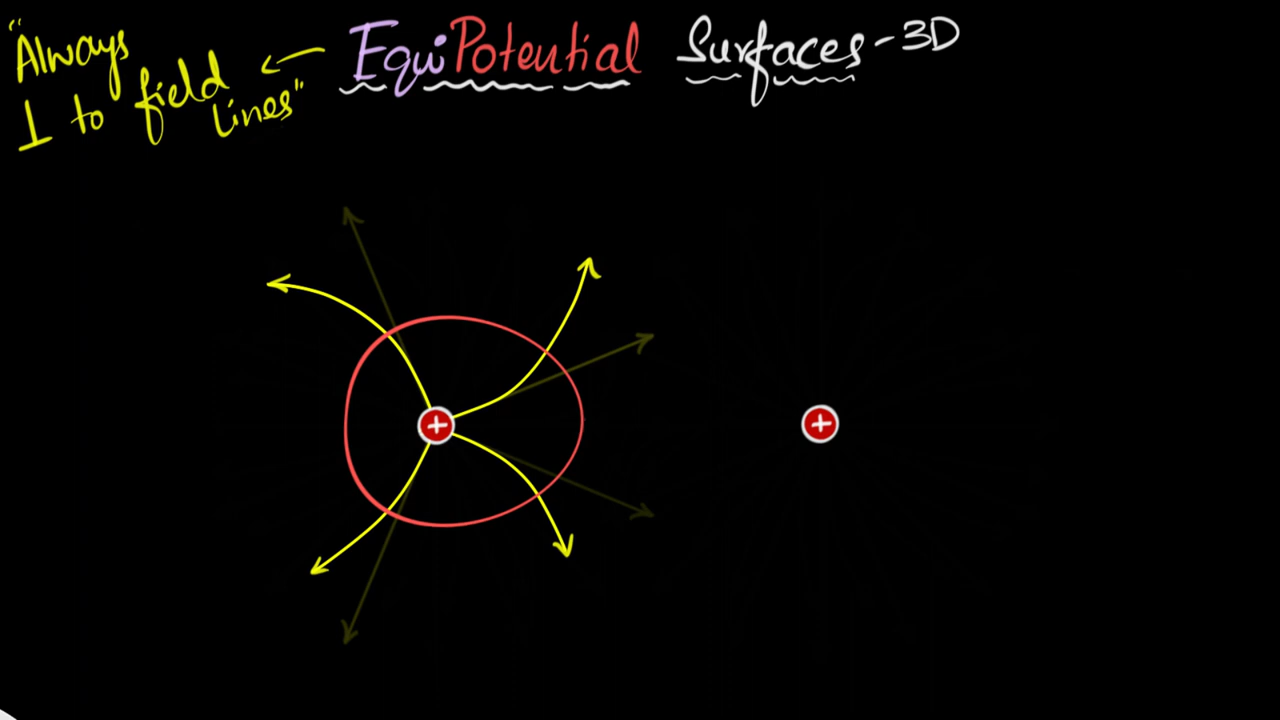 EquiPotential Surfaces-3D
"Always
⊥ to field
lines"
+
+